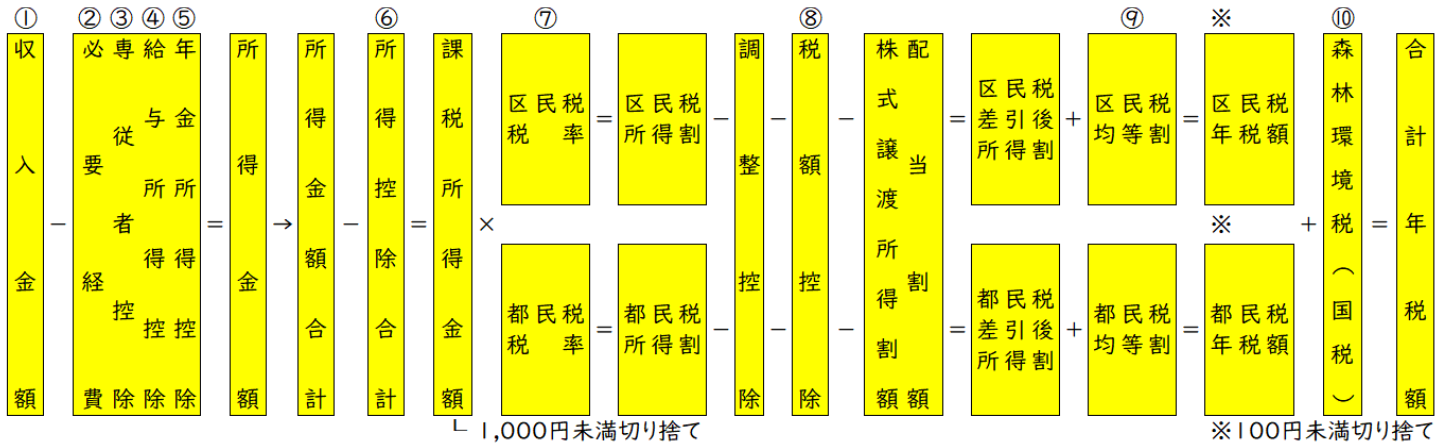 ① ② ③ ④ ⑤ ⑥ ⑦ ⑧ ⑨ ※ ⑩
収入金額
−
必要経費
専従者控除
給与所得控除
年金所得控除
=
所得金額
→
所得金額合計
−
所得控除合計
=
課税所得金額
×
区民税
税率
=
区民税
所得割
−
都民税
税率
=
都民税
所得割
−
調整控除
−
−
税額控除
−
−
株式譲渡所得割額
配当割額
=
区民税
差引後
所得割
+
区民税
均等割
=
区民税
年税額
※
=
都民税
差引後
所得割
+
都民税
均等割
=
都民税
年税額
+
森林環境税(国税)
=
合計年税額
└ 1,000円未満切り捨て
※100円未満切り捨て